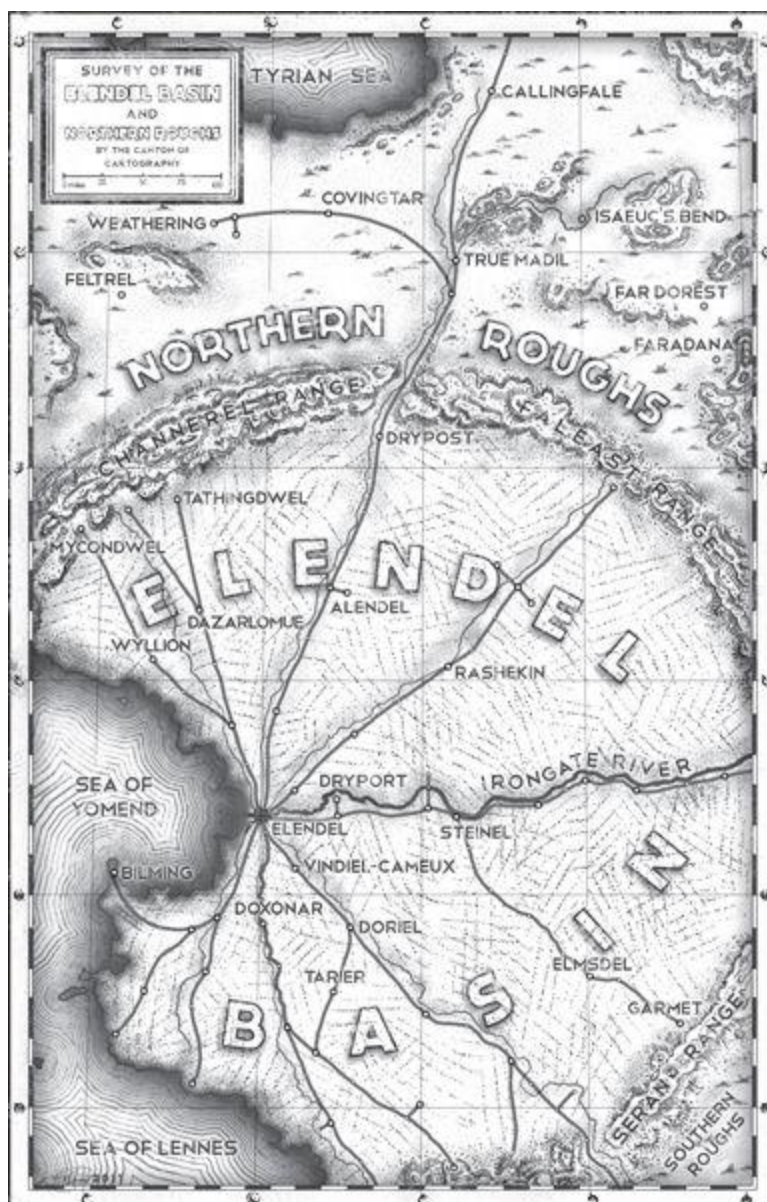 SURVEY OF THE
ELENDEL BASIN
AND
NORTHERN ROUGHS
BY THE CANTON OF
CARTOGRAPHY
TYRIAN SEA
CALLINGFALE
COVINGTAR
WEATHERING
ISAEUC'S BEND
TRUE MADIL
FELTREL
FAR DOREST
NORTHERN
ROUGHS
FARADANA
CHANNEREL RANGE
FALEAST RANGE
DRYPOST
TATHINGDWEL
MYCONDWEL
ELENDEL
ALENDEL
DAZARLOMUE
WYLLION
RASHEKIN
IRONGATE RIVER
DRYPORT
SEA OF
YOMEND
ELENDEL
STEINEL
VINDIEL-CAMEUX
BILMING
DOXONAR
DORIEL
TARIER
ELMSDEL
GARMET
BASIN
SERAN RANGE
SOUTHERN
ROUGHS
SEA OF LENNES